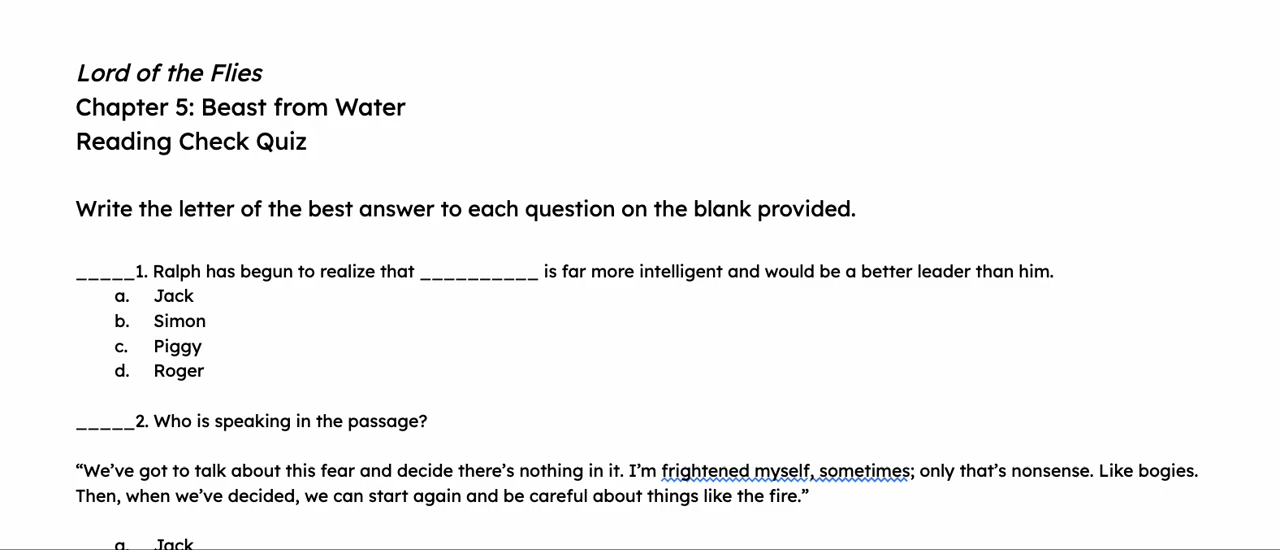 Lord of the Flies
Chapter 5: Beast from Water
Reading Check Quiz
Write the letter of the best answer to each question on the blank provided.
_____1. Ralph has begun to realize that __________ is far more intelligent and would be a better leader than him.
a. Jack
b. Simon
c. Piggy
d. Roger
_____2. Who is speaking in the passage?
“We’ve got to talk about this fear and decide there’s nothing in it. I’m frightened myself, sometimes; only that’s nonsense. Like bogies.
Then, when we’ve decided, we can start again and be careful about things like the fire.”
a. Jack